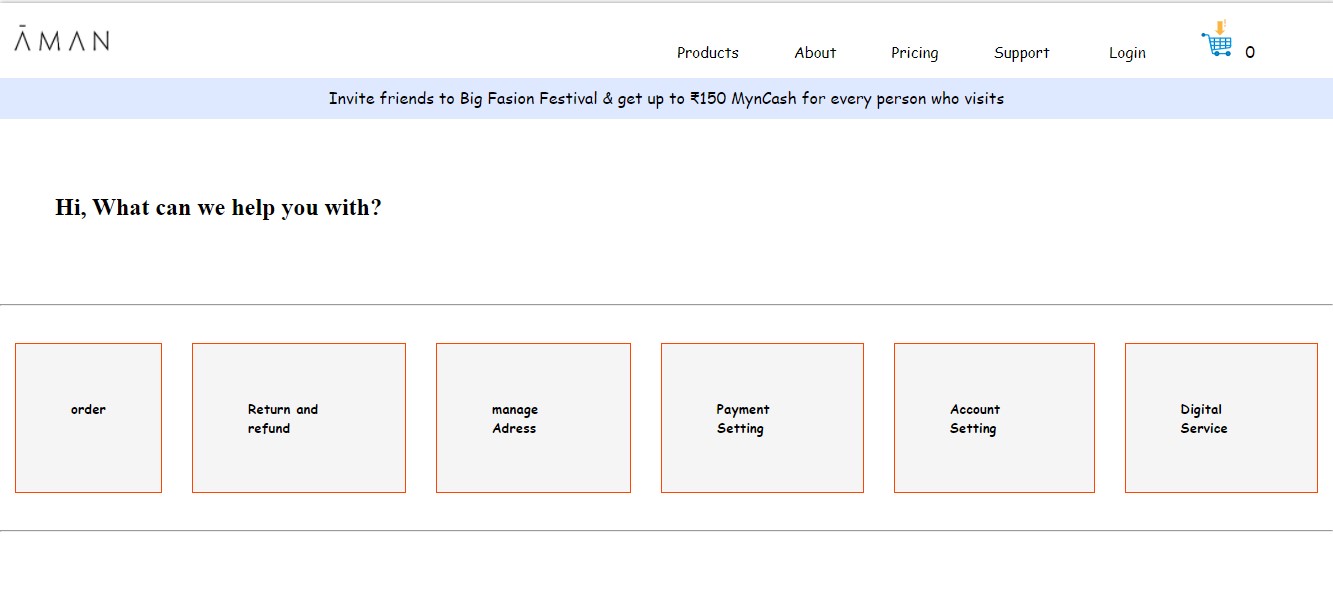 ĀMAN
Products About Pricing Support Login 0
Invite friends to Big Fasion Festival & get up to ₹150 MynCash for every person who visits
Hi, What can we help you with?
order
Return and
refund
manage
Adress
Payment
Setting
Account
Setting
Digital
Service